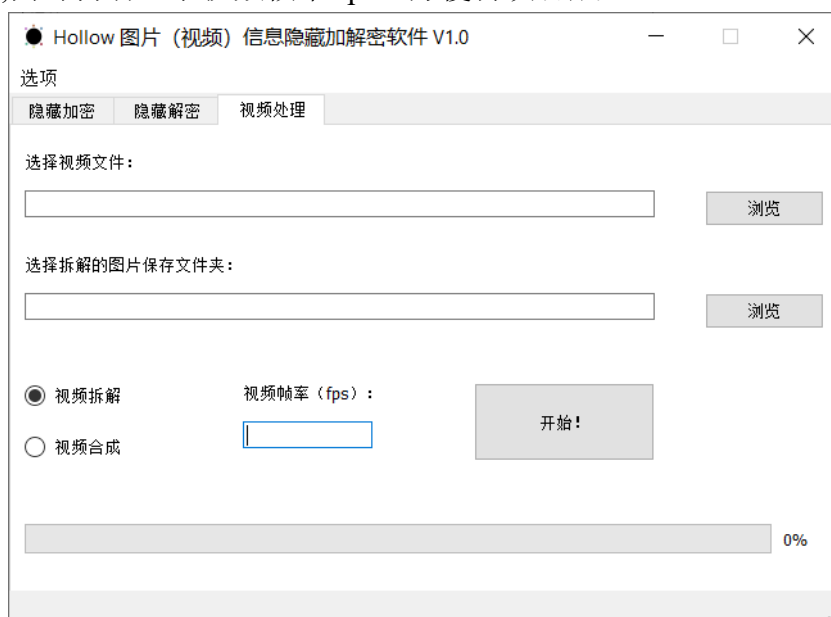 Hollow 图片（视频）信息隐藏加解密软件 V1.0
选项
隐藏加密 隐藏解密 视频处理
选择视频文件：
浏览
选择拆解的图片保存文件夹：
浏览
视频拆解 视频帧率（fps）：
开始！
视频合成
0%